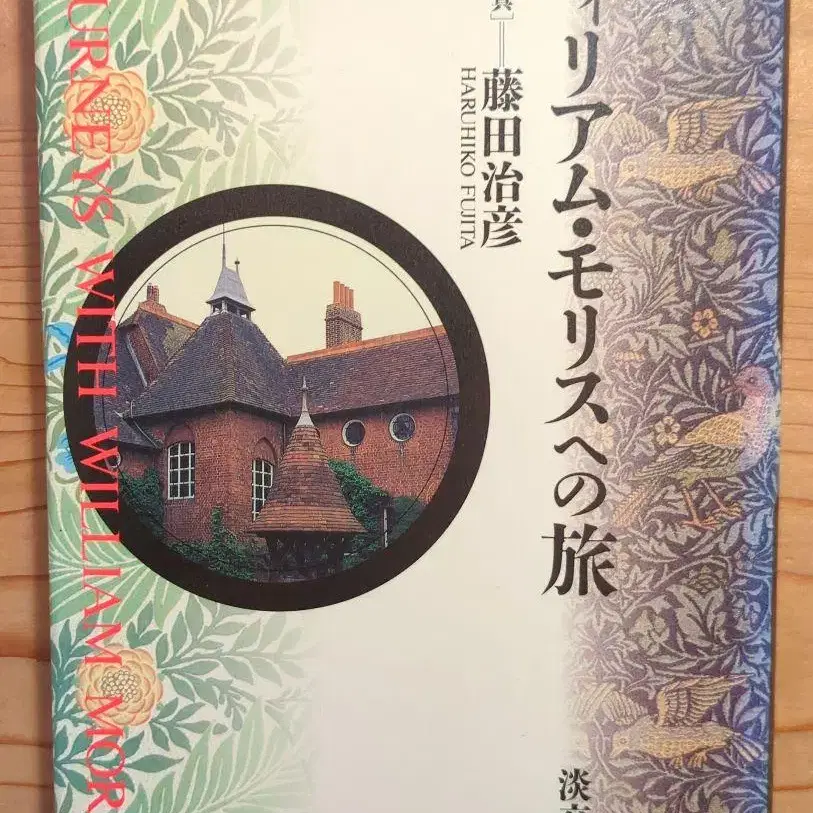 ィリアム・モリスへの旅
真]=藤田治彦
HARUHIKO FUJITA
淡
URNEYS WITH WILLIAM MOR